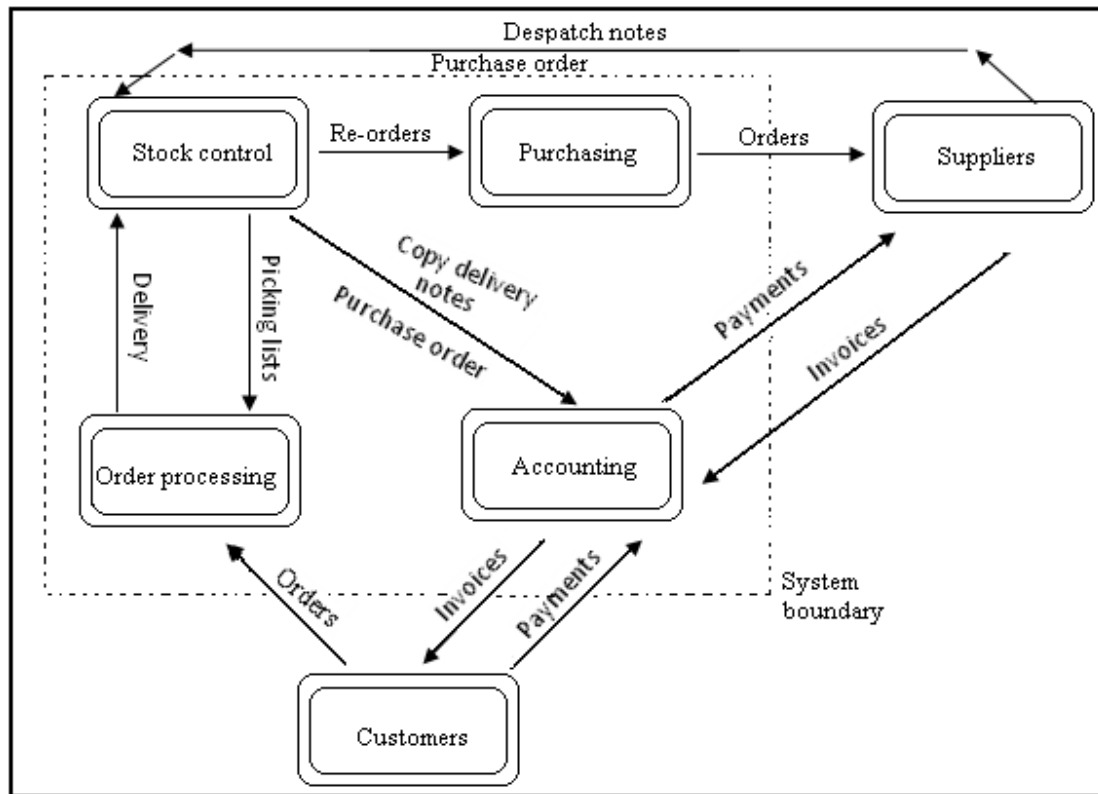 Despatch notes
Purchase order
Stock control
Re-orders
Purchasing
Orders
Suppliers
Delivery
Picking lists
Copy delivery
notes
Purchase order
Payments
Invoices
Order processing
Accounting
Orders
Invoices
Payments
System
boundary
Customers